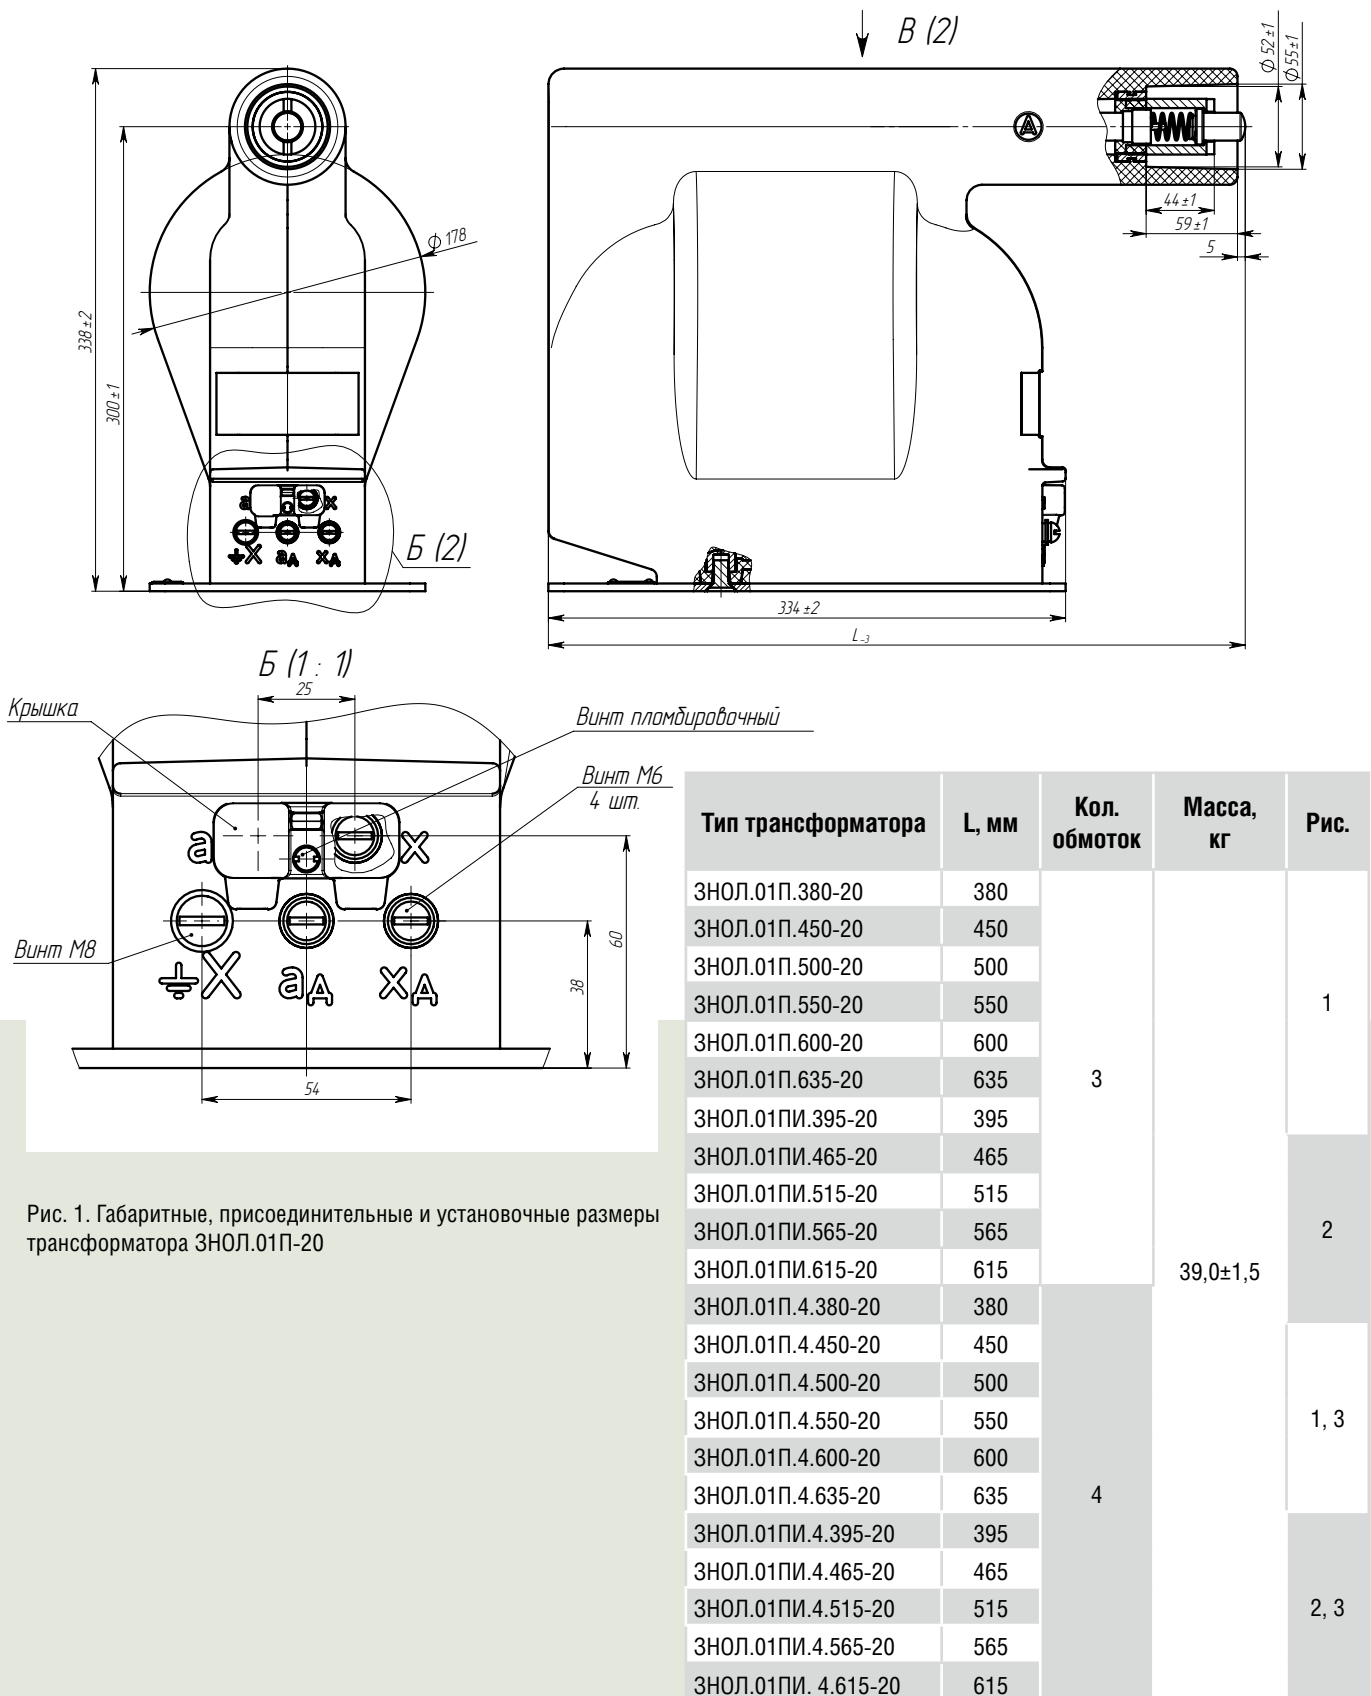 В (2)
ϕ 52±1
ϕ 55±1
44±1
59±1
5
ϕ 178
338±2
300±1
a
x
X
aД
xД
Б (2)
А
334±2
L₋₃
Б (1 : 1)
25
Крышка
Винт пломбировочный
Винт М6
4 шт.
a
x
Винт М8
X
aД
xД
60
38
54
Рис. 1. Габаритные, присоединительные и установочные размеры
трансформатора ЗНОЛ.01П-20
Тип трансформатора L, мм Кол. обмоток Масса, кг Рис.
ЗНОЛ.01П.380-20 380
ЗНОЛ.01П.450-20 450
ЗНОЛ.01П.500-20 500
ЗНОЛ.01П.550-20 550 1
ЗНОЛ.01П.600-20 600
ЗНОЛ.01П.635-20 635 3
ЗНОЛ.01ПИ.395-20 395
ЗНОЛ.01ПИ.465-20 465
ЗНОЛ.01ПИ.515-20 515
ЗНОЛ.01ПИ.565-20 565 2
ЗНОЛ.01ПИ.615-20 615 39,0±1,5
ЗНОЛ.01П.4.380-20 380
ЗНОЛ.01П.4.450-20 450
ЗНОЛ.01П.4.500-20 500
ЗНОЛ.01П.4.550-20 550 1, 3
ЗНОЛ.01П.4.600-20 600
ЗНОЛ.01П.4.635-20 635 4
ЗНОЛ.01ПИ.4.395-20 395
ЗНОЛ.01ПИ.4.465-20 465
ЗНОЛ.01ПИ.4.515-20 515 2, 3
ЗНОЛ.01ПИ.4.565-20 565
ЗНОЛ.01ПИ. 4.615-20 615